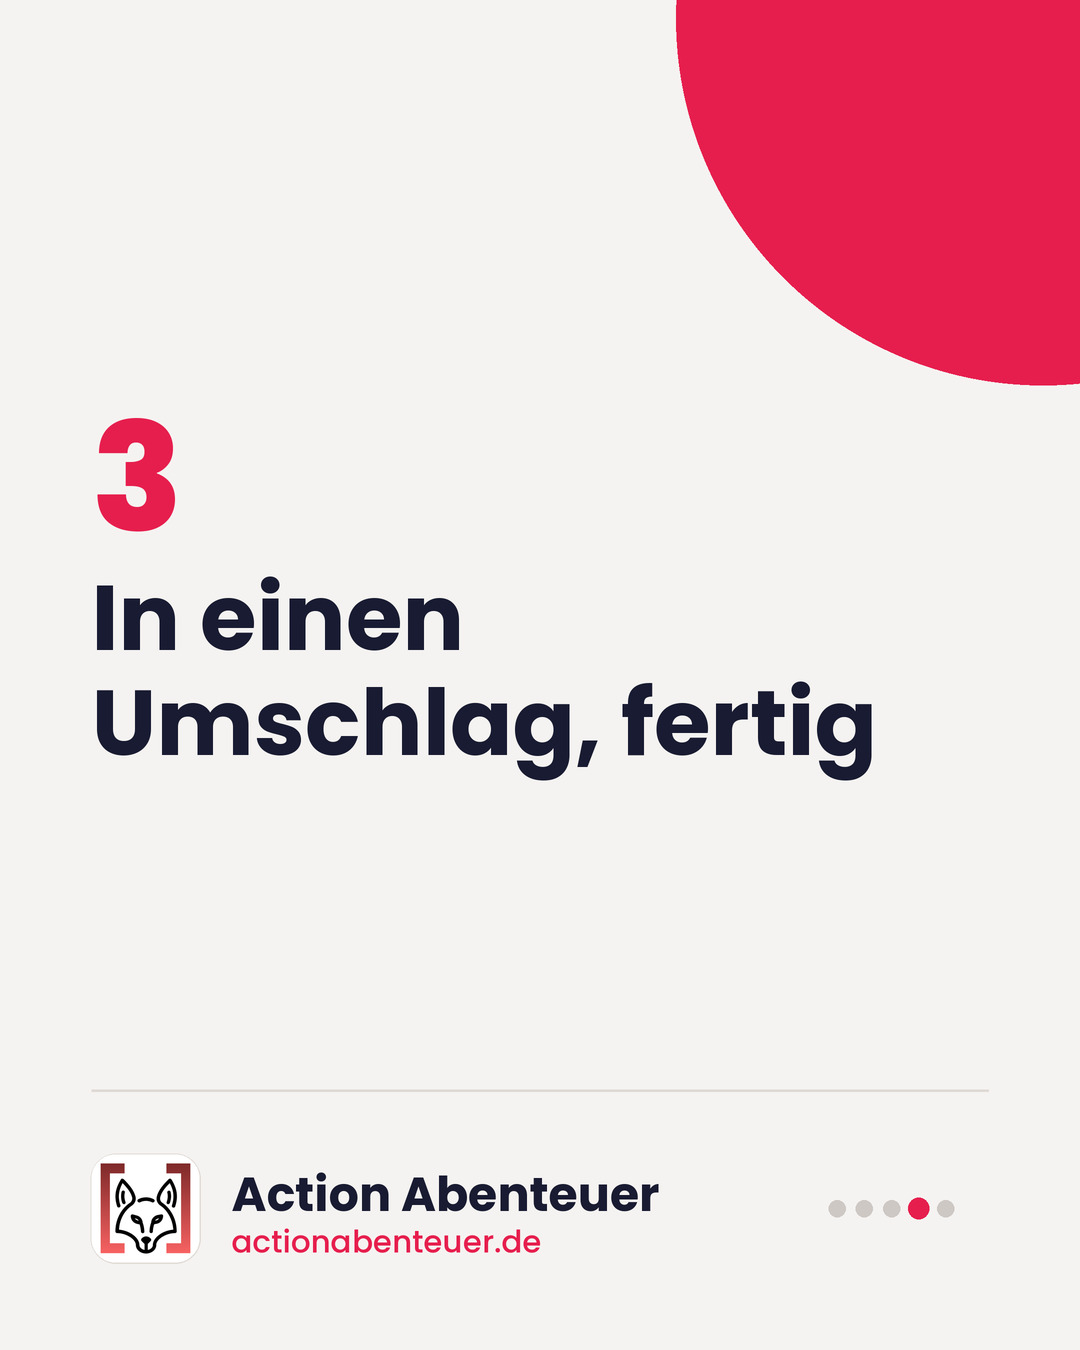 3
In einen
Umschlag, fertig
Action Abenteuer
actionabenteuer.de